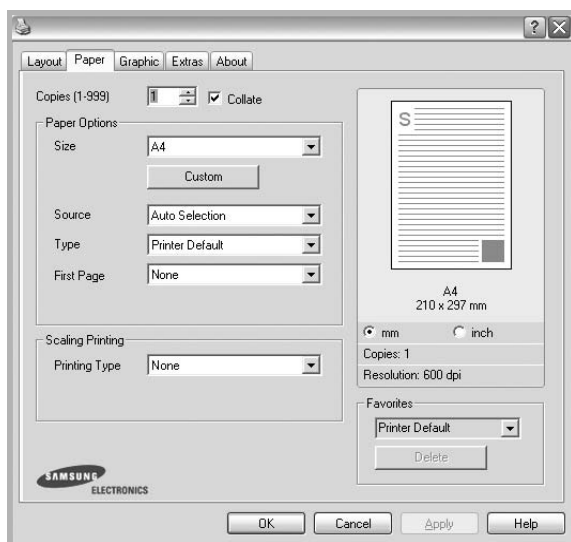 Layout Paper Graphic Extras About
Copies (1-999) 1 Collate
Paper Options
Size A4
Custom
Source Auto Selection
Type Printer Default
First Page None
Scaling Printing
Printing Type None
SAMSUNG
ELECTRONICS
S
A4
210 x 297 mm
mm inch
Copies: 1
Resolution: 600 dpi
Favorites
Printer Default
Delete
OK Cancel Apply Help